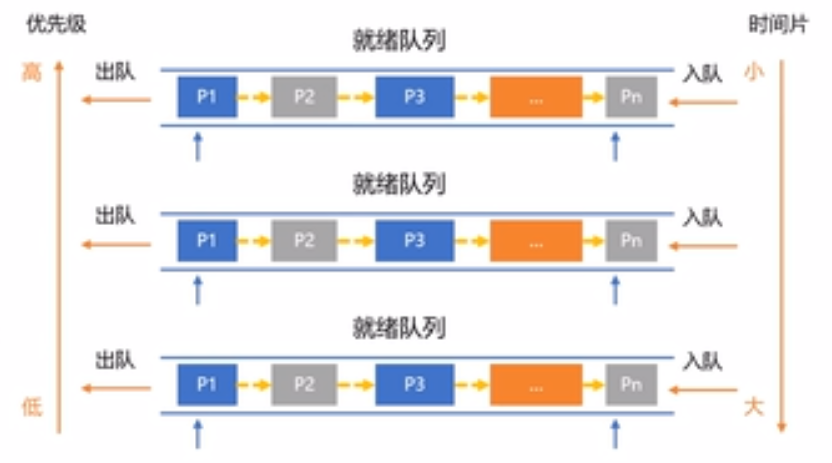 优先级
时间片
就绪队列
高
出队
P1
P2
P3
...
Pn
入队
小
就绪队列
出队
P1
P2
P3
...
Pn
入队
就绪队列
出队
P1
P2
P3
...
Pn
入队
低
大